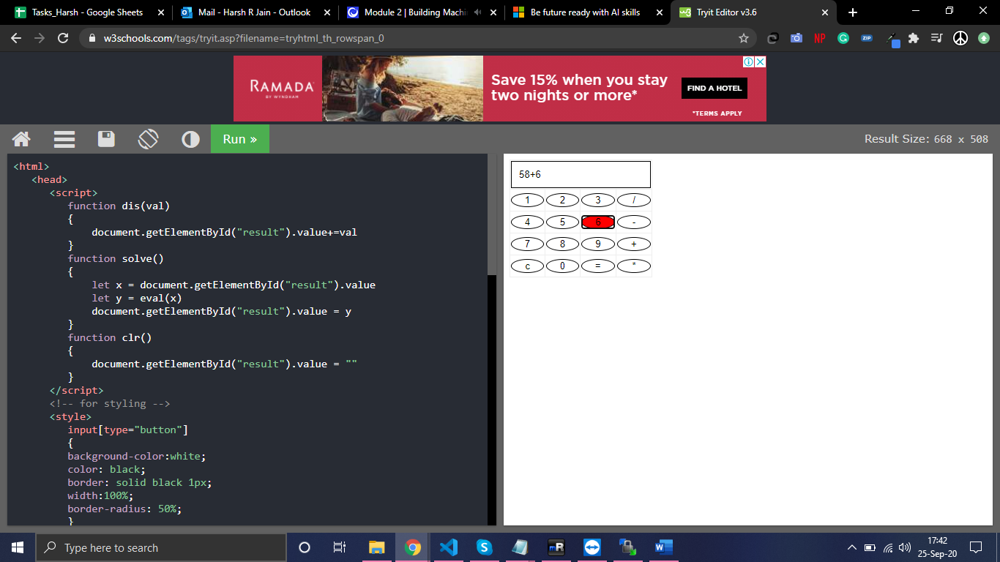 Tasks_Harsh - Google Sheets
Mail - Harsh R Jain - Outlook
Module 2 | Building Machin
Be future ready with AI skills
Tryit Editor v3.6
w3schools.com/tags/tryit.asp?filename=tryhtml_th_rowspan_0
NP
ZIP
RAMADA
BY WYNDHAM
Save 15% when you stay
two nights or more*
FIND A HOTEL
*TERMS APPLY
Run »
Result Size: 668 x 508
<html>
<head>
<script>
function dis(val)
{
document.getElementById("result").value+=val
}
function solve()
{
let x = document.getElementById("result").value
let y = eval(x)
document.getElementById("result").value = y
}
function clr()
{
document.getElementById("result").value = ""
}
</script>
<!-- for styling -->
<style>
input[type="button"]
{
background-color:white;
color: black;
border: solid black 1px;
width:100%;
border-radius: 50%;
}
58+6
1 2 3 /
4 5 6 -
7 8 9 +
c 0 = *
Type here to search
mR
17:42
25-Sep-20